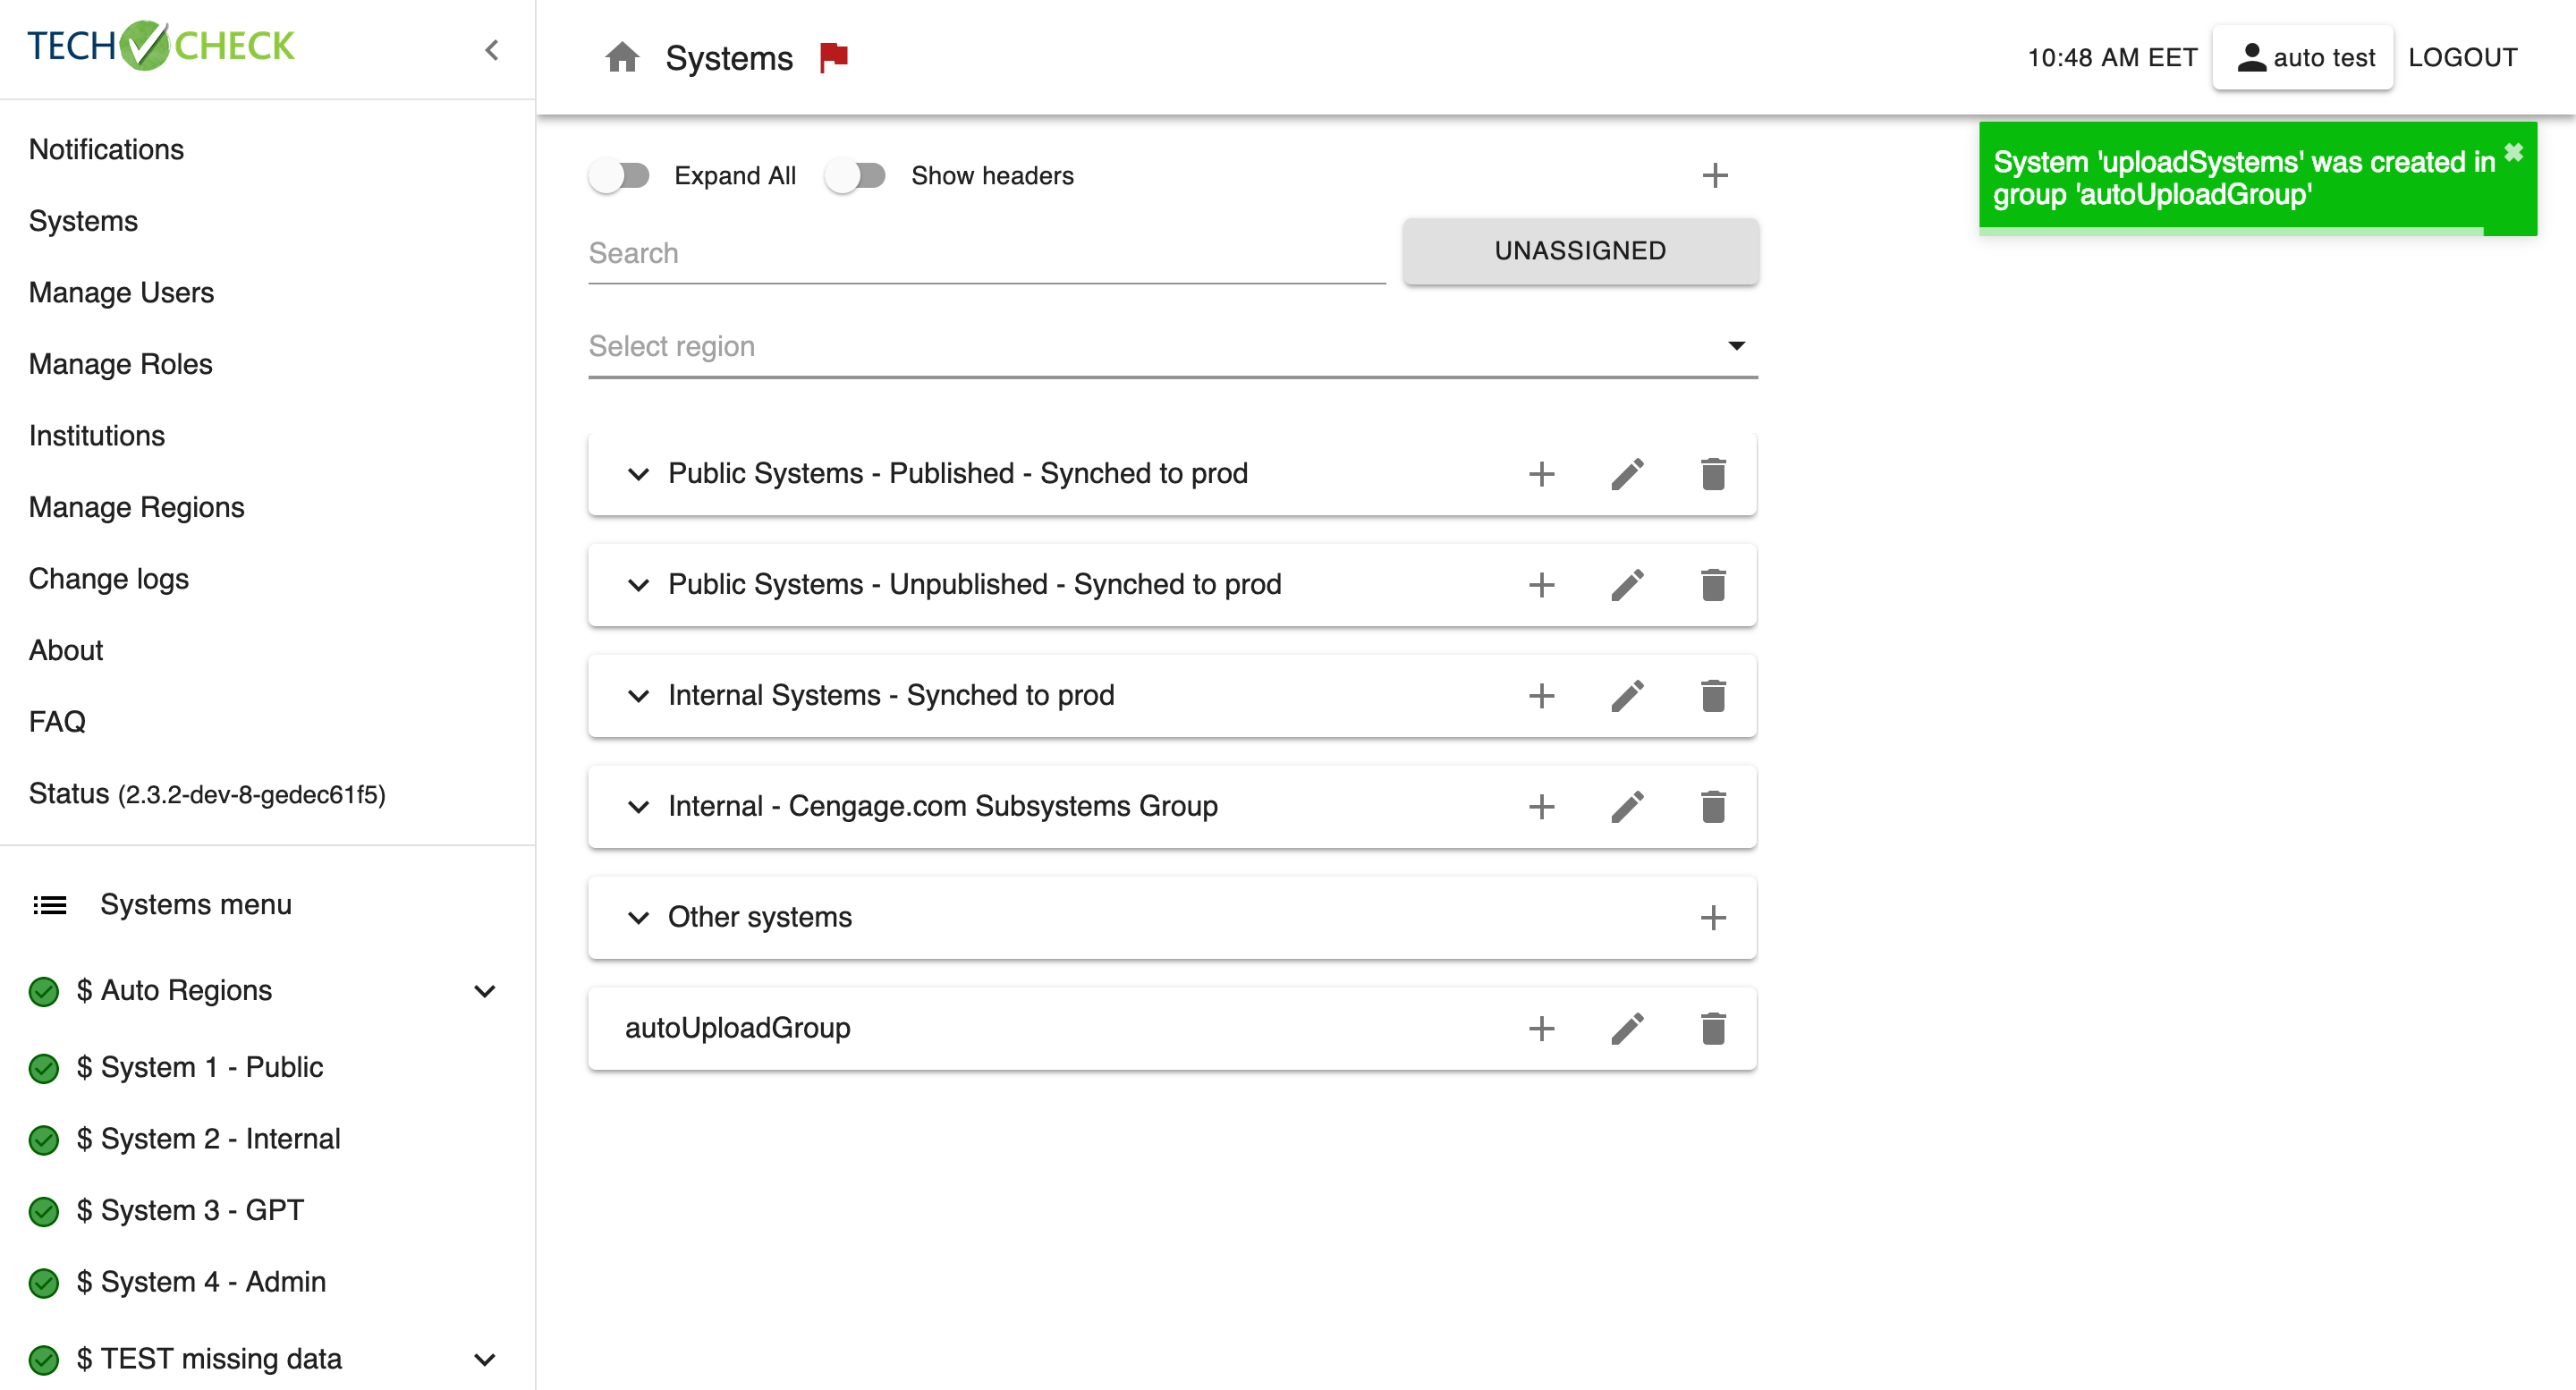 TECH CHECK
Notifications
Systems
Manage Users
Manage Roles
Institutions
Manage Regions
Change logs
About
FAQ
Status (2.3.2-dev-8-gedec61f5)
Systems menu
$ Auto Regions
$ System 1 - Public
$ System 2 - Internal
$ System 3 - GPT
$ System 4 - Admin
$ TEST missing data
Systems
10:48 AM EET
auto test
LOGOUT
Expand All
Show headers
Search
UNASSIGNED
Select region
Public Systems - Published - Synched to prod
Public Systems - Unpublished - Synched to prod
Internal Systems - Synched to prod
Internal - Cengage.com Subsystems Group
Other systems
autoUploadGroup
System 'uploadSystems' was created in
group 'autoUploadGroup'